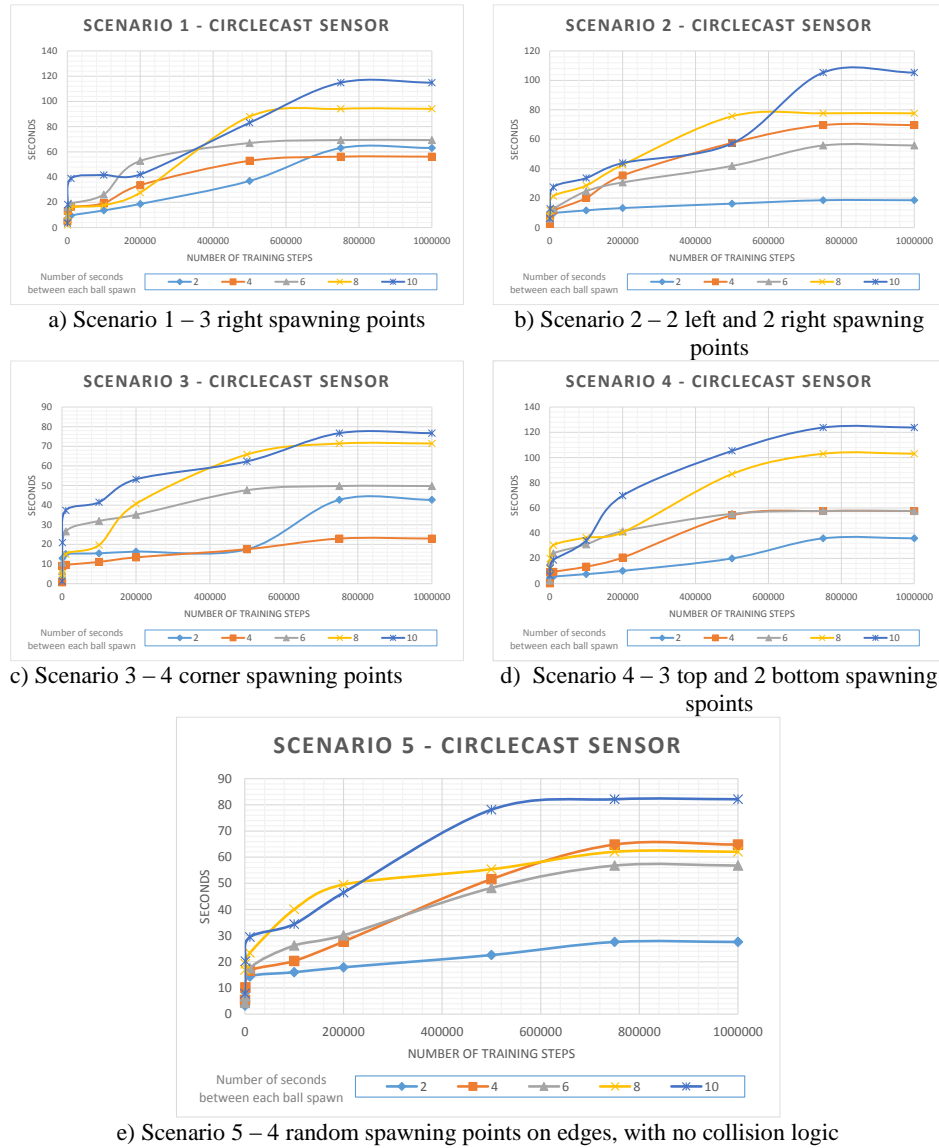 SCENARIO 1 - CIRCLECAST SENSOR
140
120
100
80
60
40
20
0
SECONDS
0 200000 400000 600000 800000 1000000
NUMBER OF TRAINING STEPS
Number of seconds
between each ball spawn
2 4 6 8 10
a) Scenario 1 – 3 right spawning points
SCENARIO 2 - CIRCLECAST SENSOR
120
100
80
60
40
20
0
SECONDS
0 200000 400000 600000 800000 1000000
NUMBER OF TRAINING STEPS
Number of seconds
between each ball spawn
2 4 6 8 10
b) Scenario 2 – 2 left and 2 right spawning
points
SCENARIO 3 - CIRCLECAST SENSOR
90
80
70
60
50
40
30
20
10
0
SECONDS
0 200000 400000 600000 800000 1000000
NUMBER OF TRAINING STEPS
Number of seconds
between each ball spawn
2 4 6 8 10
c) Scenario 3 – 4 corner spawning points
SCENARIO 4 - CIRCLECAST SENSOR
140
120
100
80
60
40
20
0
SECONDS
0 200000 400000 600000 800000 1000000
NUMBER OF TRAINING STEPS
Number of seconds
between each ball spawn
2 4 6 8 10
d) Scenario 4 – 3 top and 2 bottom spawning
spoints
SCENARIO 5 - CIRCLECAST SENSOR
90
80
70
60
50
40
30
20
10
0
SECONDS
0 200000 400000 600000 800000 1000000
NUMBER OF TRAINING STEPS
Number of seconds
between each ball spawn
2 4 6 8 10
e) Scenario 5 – 4 random spawning points on edges, with no collision logic